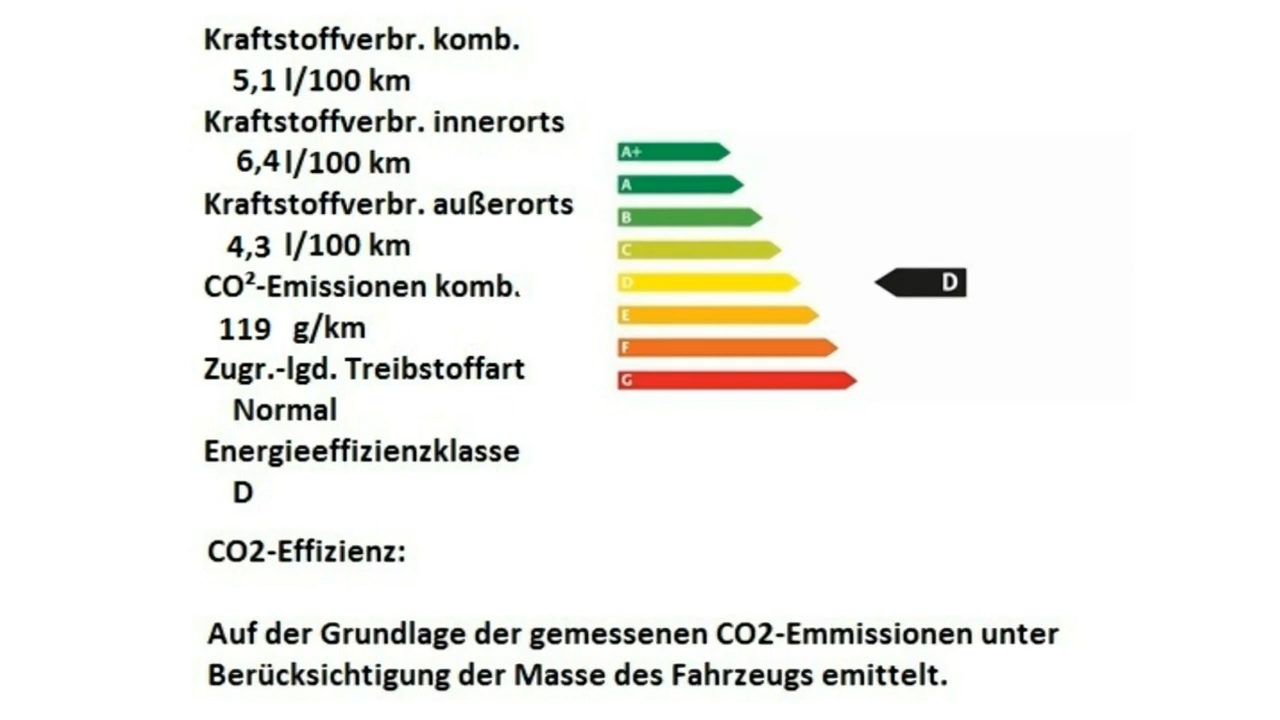 Kraftstoffverbr. komb.
5,1 l/100 km
Kraftstoffverbr. innerorts
6,4 l/100 km
Kraftstoffverbr. außerorts
4,3 l/100 km
CO²-Emissionen komb.
119 g/km
Zugr.-lgd. Treibstoffart
Normal
Energieeffizienzklasse
D
A+
A
B
C
D
D
E
F
G
CO2-Effizienz:
Auf der Grundlage der gemessenen CO2-Emmissionen unter
Berücksichtigung der Masse des Fahrzeugs emittelt.